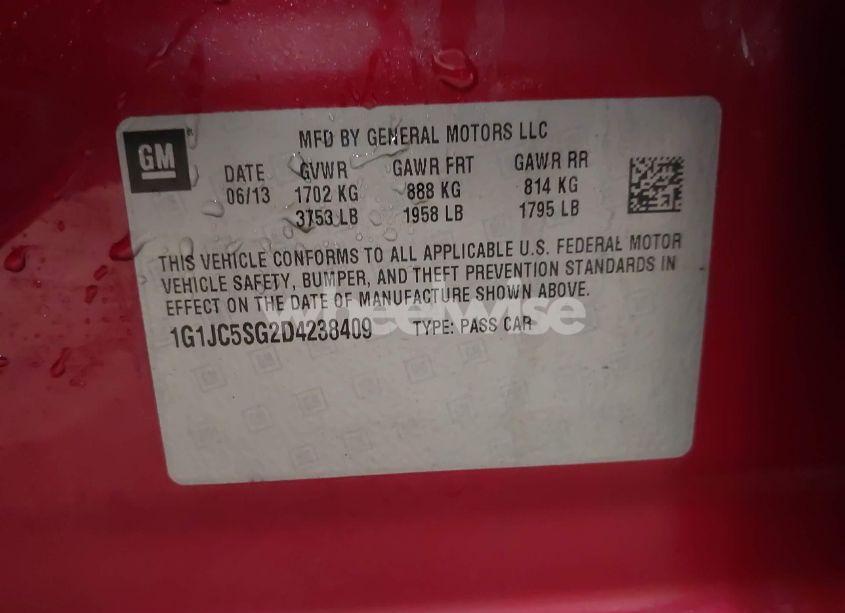 GM
MFD BY GENERAL MOTORS LLC
DATE GVWR GAWR FRT GAWR RR
06/13 1702 KG 888 KG 814 KG
3753 LB 1958 LB 1795 LB
THIS VEHICLE CONFORMS TO ALL APPLICABLE U.S. FEDERAL MOTOR
VEHICLE SAFETY, BUMPER, AND THEFT PREVENTION STANDARDS IN
EFFECT ON THE DATE OF MANUFACTURE SHOWN ABOVE.
wheelwise
1G1JC5SG2D4238409 TYPE: PASS CAR